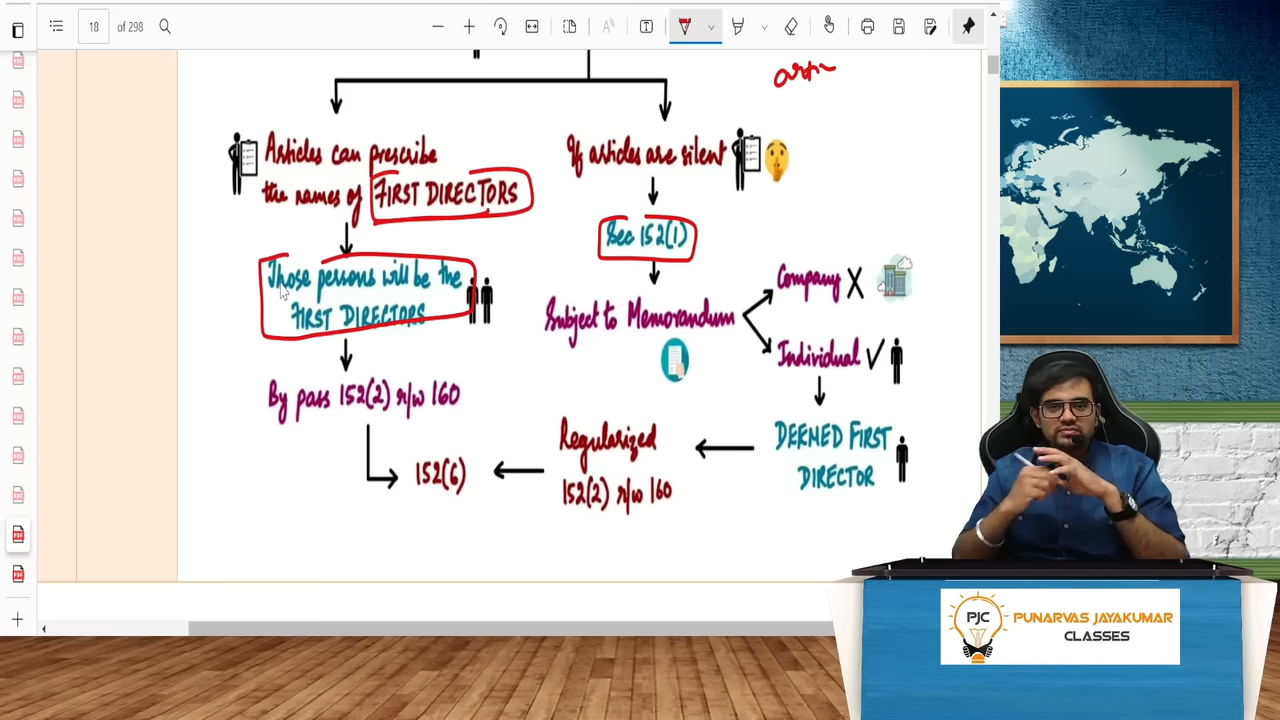 18 of 298
Articles can prescribe
the names of FIRST DIRECTORS
Those persons will be the
FIRST DIRECTORS
By pass 152(2) r/w 160
152(6)
If articles are silent
Sec 152(1)
Subject to Memorandum
Company X
Individual ✓
DEEMED FIRST
DIRECTOR
Regularized
152(2) r/w 160
PJC
PUNARVAS JAYAKUMAR
CLASSES